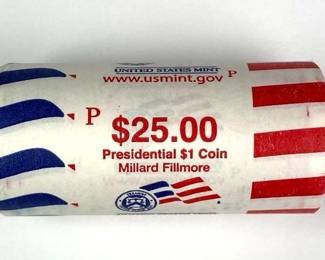 UNITED STATES MINT
www.usmint.gov P
P
$25.00
Presidential $1 Coin
Millard Fillmore